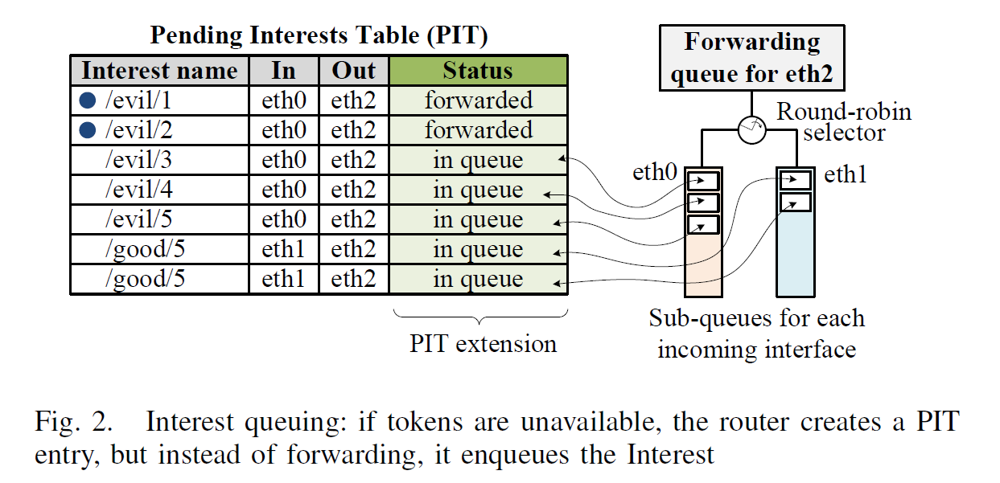 Pending Interests Table (PIT)
Interest name In Out Status
/evil/1 eth0 eth2 forwarded
/evil/2 eth0 eth2 forwarded
/evil/3 eth0 eth2 in queue
/evil/4 eth0 eth2 in queue
/evil/5 eth0 eth2 in queue
/good/5 eth1 eth2 in queue
/good/5 eth1 eth2 in queue
PIT extension
Forwarding
queue for eth2
Round-robin
selector
eth0
eth1
Sub-queues for each
incoming interface
Fig. 2. Interest queuing: if tokens are unavailable, the router creates a PIT
entry, but instead of forwarding, it enqueues the Interest